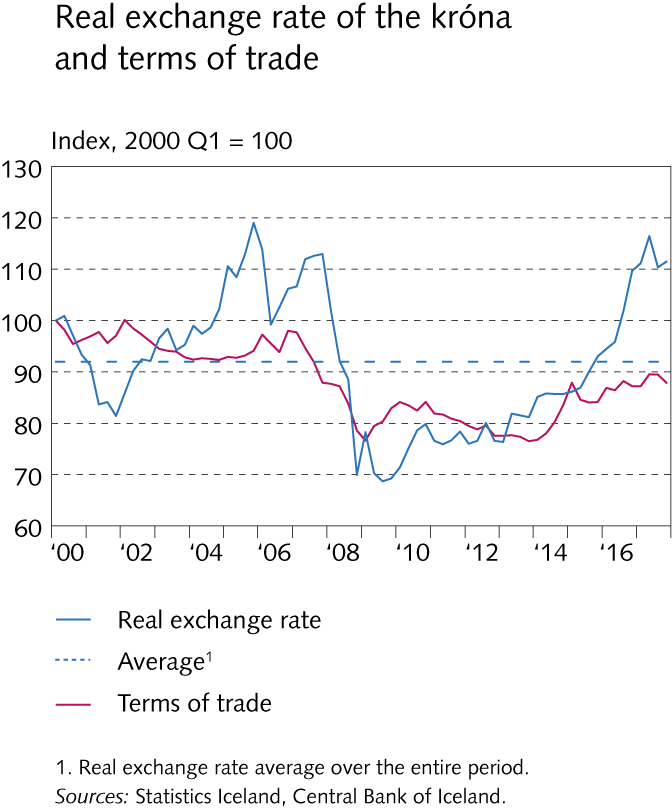 Real exchange rate of the króna
and terms of trade
Index, 2000 Q1 = 100
130
120
110
100
90
80
70
60
‘00 ‘02 ‘04 ‘06 ‘08 ‘10 ‘12 ‘14 ‘16
Real exchange rate
Average¹
Terms of trade
1. Real exchange rate average over the entire period.
Sources: Statistics Iceland, Central Bank of Iceland.